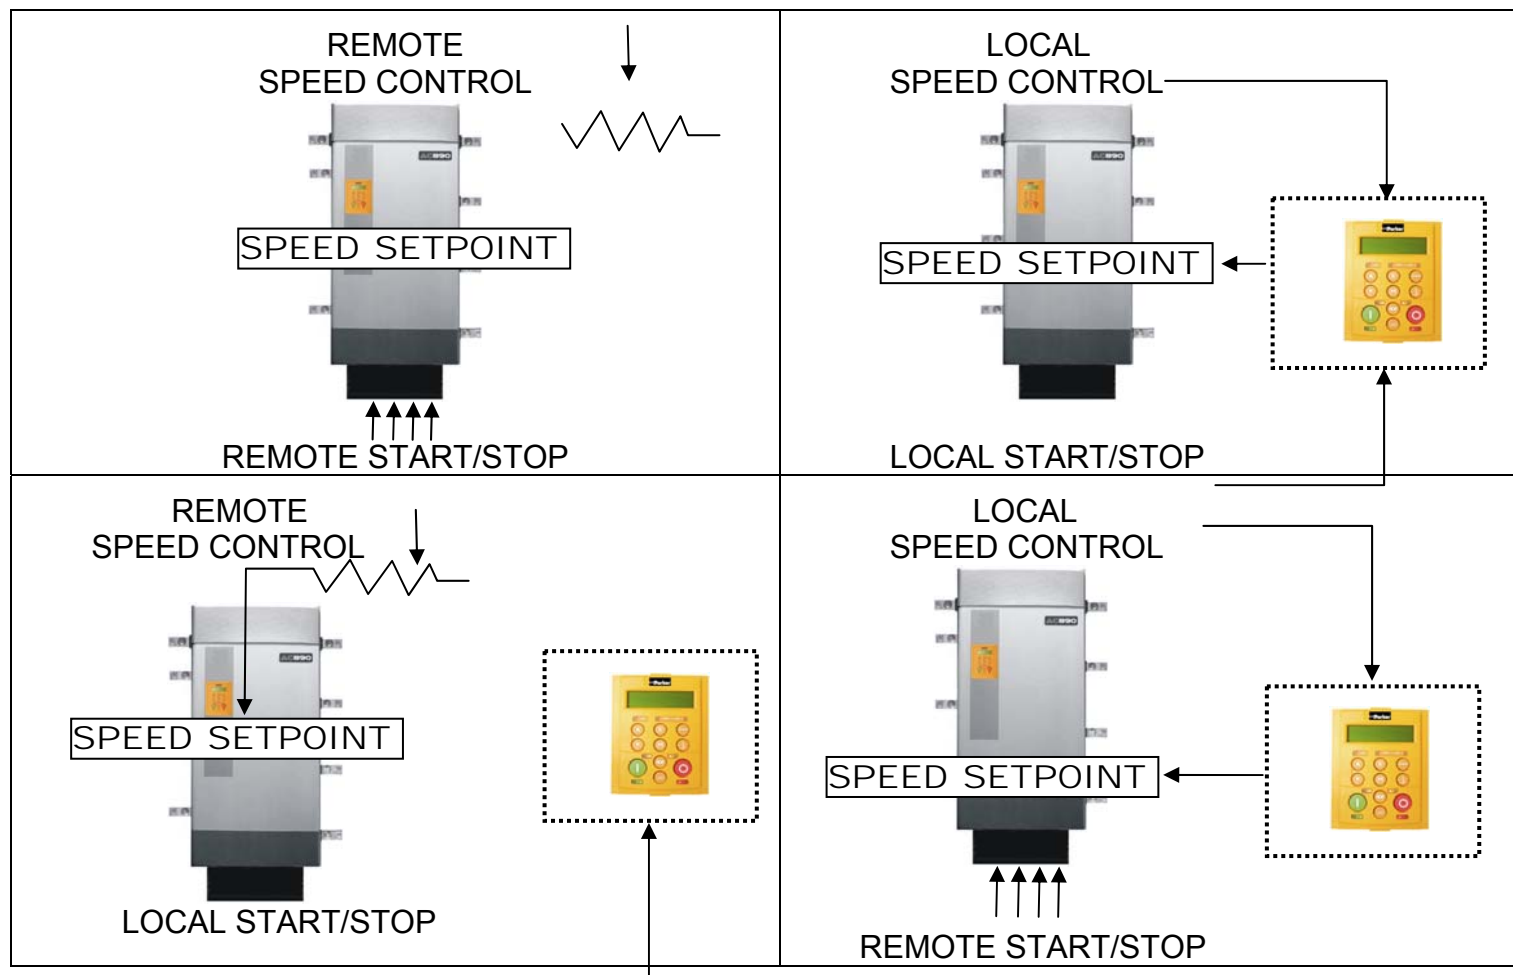 REMOTE
SPEED CONTROL
SPEED SETPOINT
REMOTE START/STOP
LOCAL
SPEED CONTROL
SPEED SETPOINT
LOCAL START/STOP
REMOTE
SPEED CONTROL
SPEED SETPOINT
LOCAL START/STOP
LOCAL
SPEED CONTROL
SPEED SETPOINT
REMOTE START/STOP